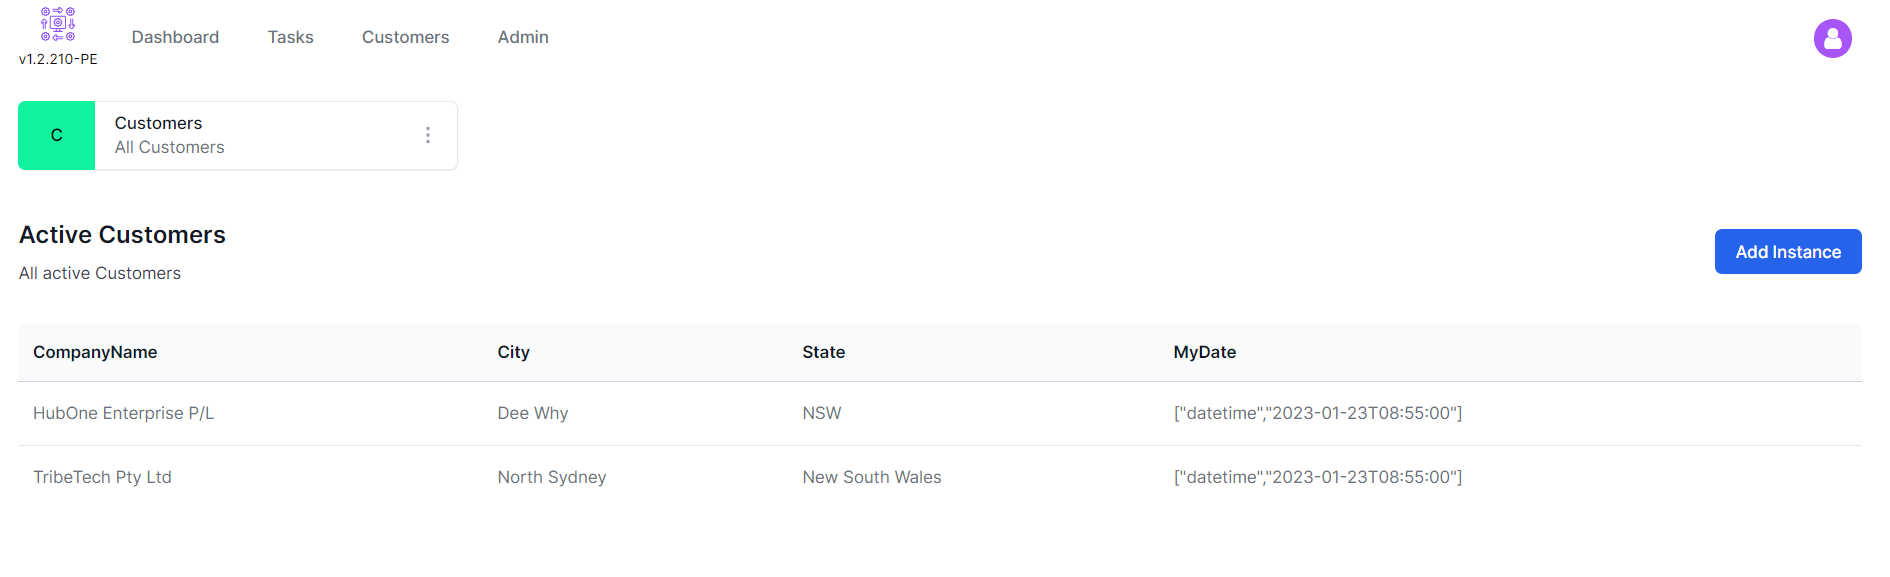 v1.2.210-PE
Dashboard Tasks Customers Admin
C
Customers
All Customers
Active Customers
All active Customers
Add Instance
CompanyName City State MyDate
HubOne Enterprise P/L Dee Why NSW ["datetime","2023-01-23T08:55:00"]
TribeTech Pty Ltd North Sydney New South Wales ["datetime","2023-01-23T08:55:00"]